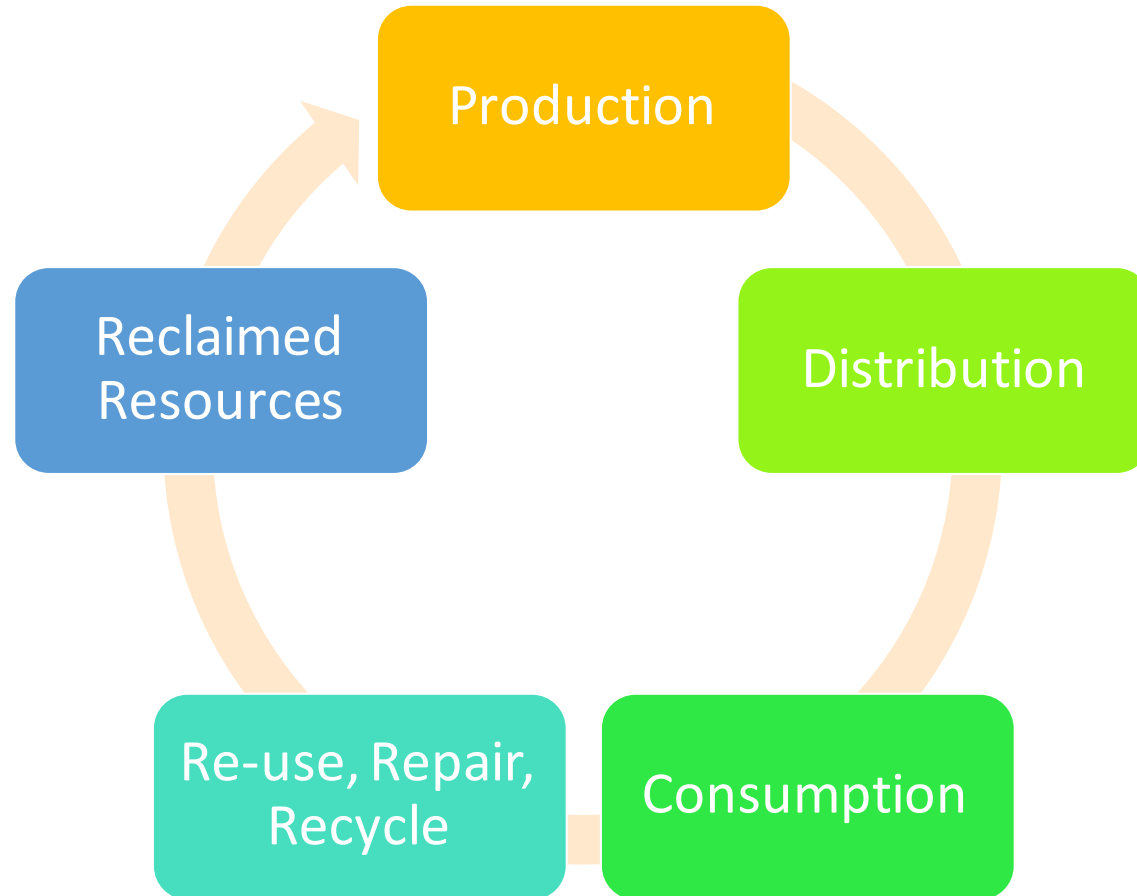 Production
Distribution
Consumption
Re-use, Repair,
Recycle
Reclaimed
Resources